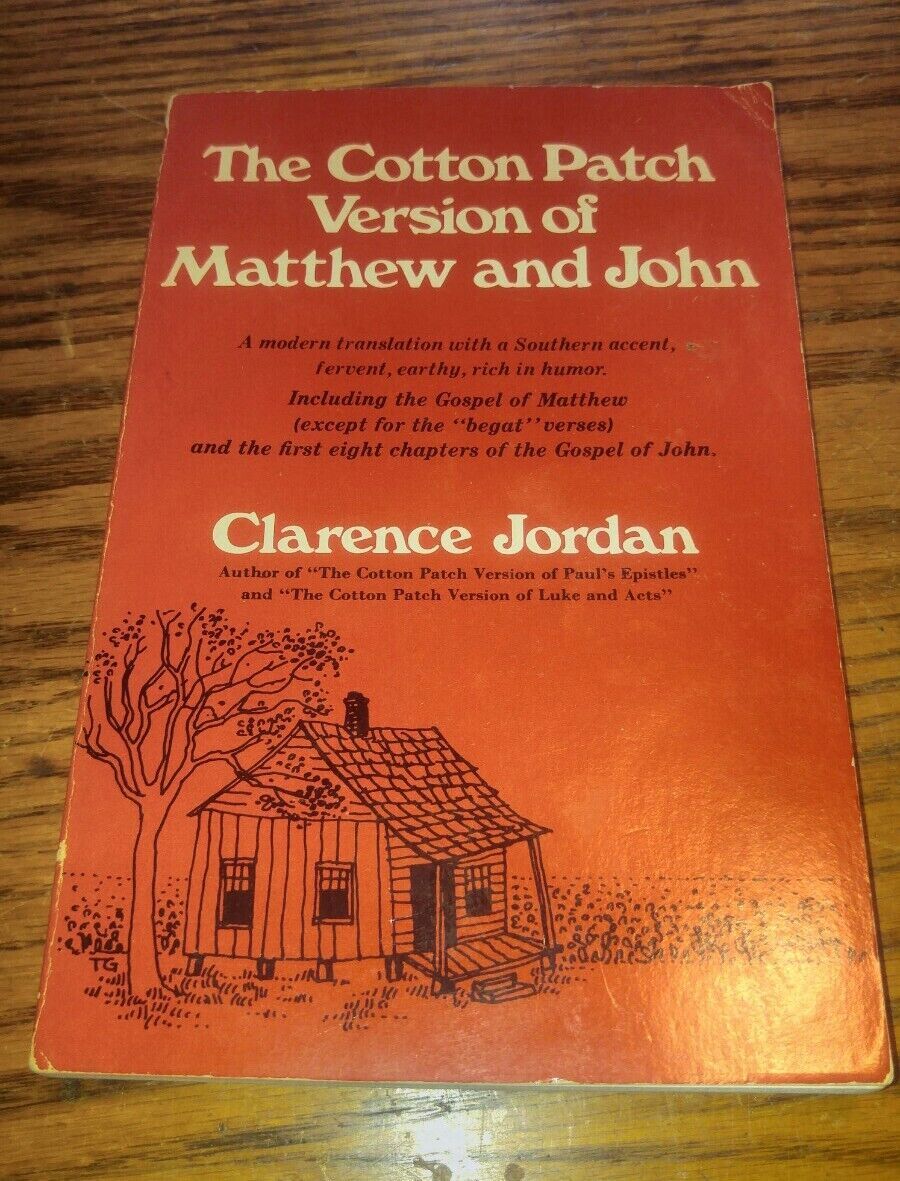 The Cotton Patch
Version of
Matthew and John
A modern translation with a Southern accent,
fervent, earthy, rich in humor.
Including the Gospel of Matthew
(except for the "begat" verses)
and the first eight chapters of the Gospel of John.
Clarence Jordan
Author of "The Cotton Patch Version of Paul's Epistles"
and "The Cotton Patch Version of Luke and Acts"
TG